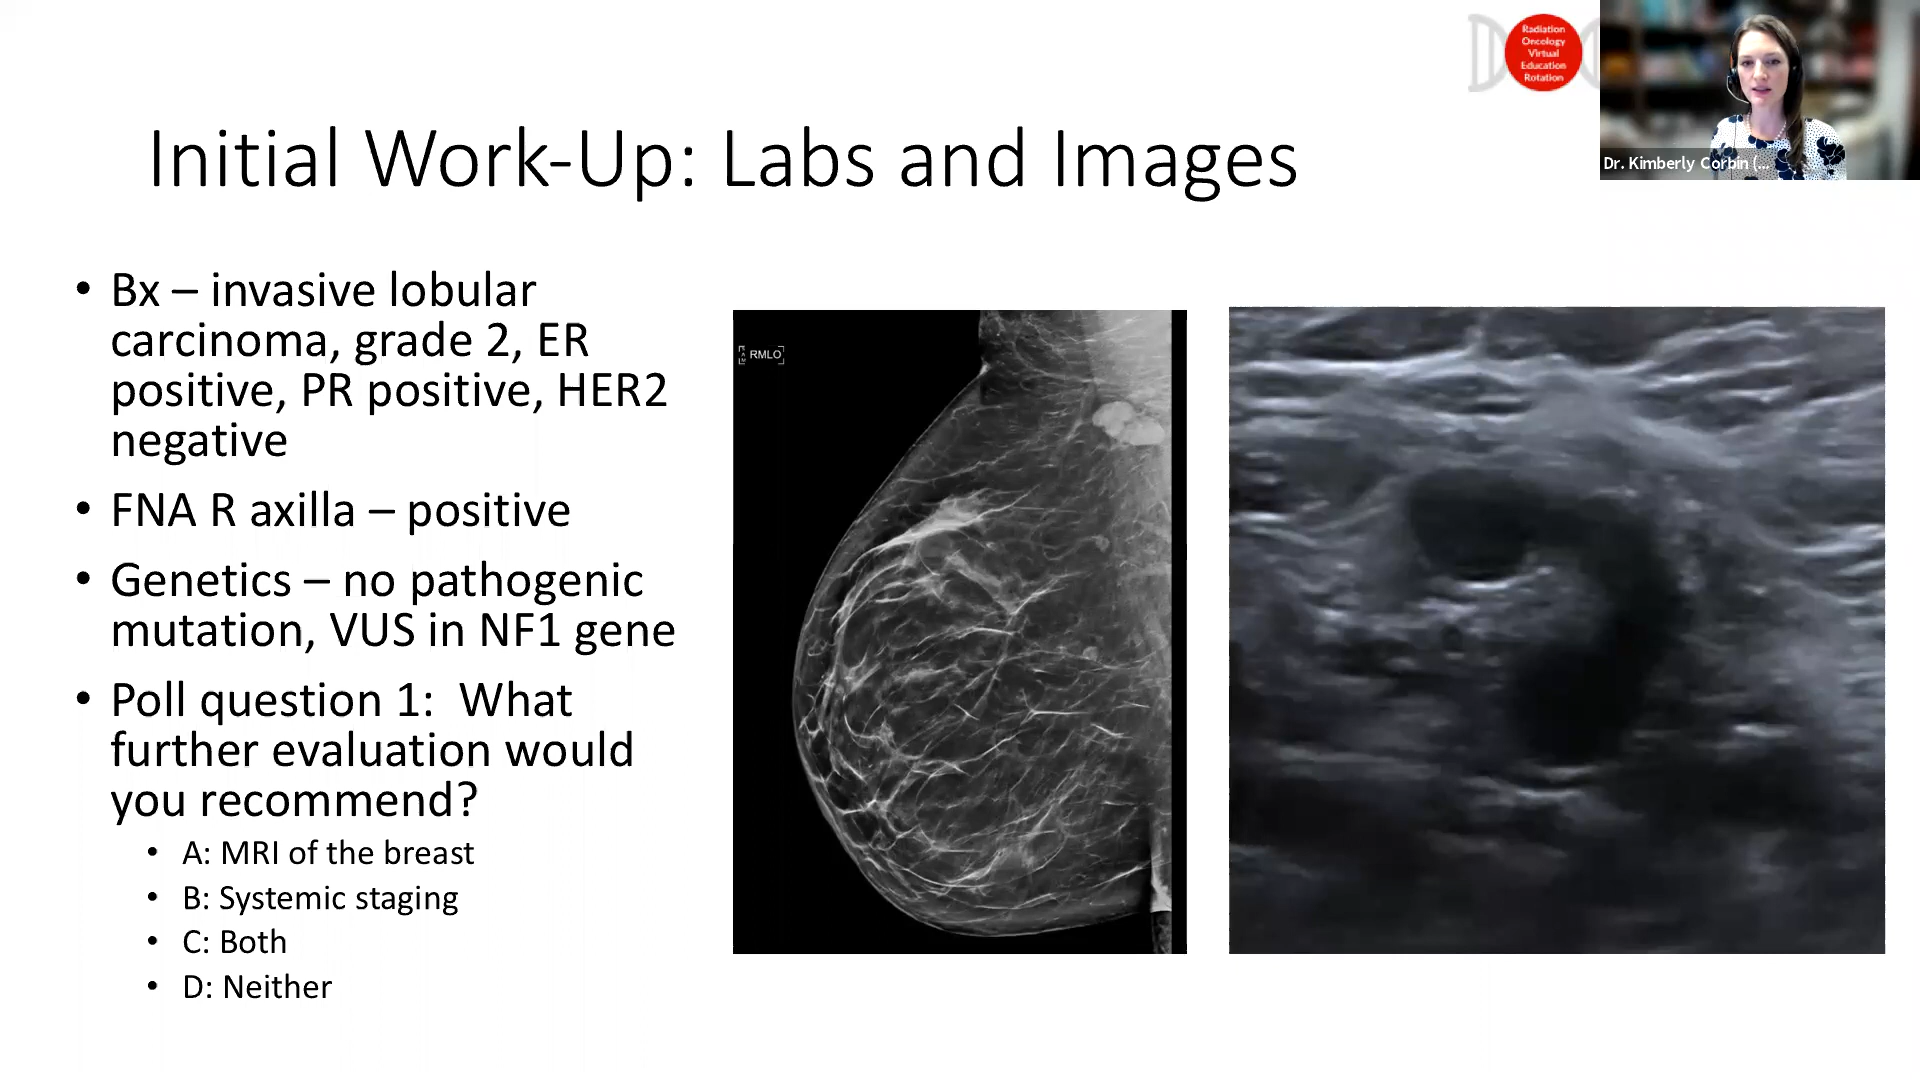 Radiation
Oncology
Virtual
Education
Rotation
Dr. Kimberly Corbin (...
Initial Work-Up: Labs and Images
• Bx – invasive lobular
carcinoma, grade 2, ER
positive, PR positive, HER2
negative
• FNA R axilla – positive
• Genetics – no pathogenic
mutation, VUS in NF1 gene
• Poll question 1:  What
further evaluation would
you recommend?
• A: MRI of the breast
• B: Systemic staging
• C: Both
• D: Neither
RMLO